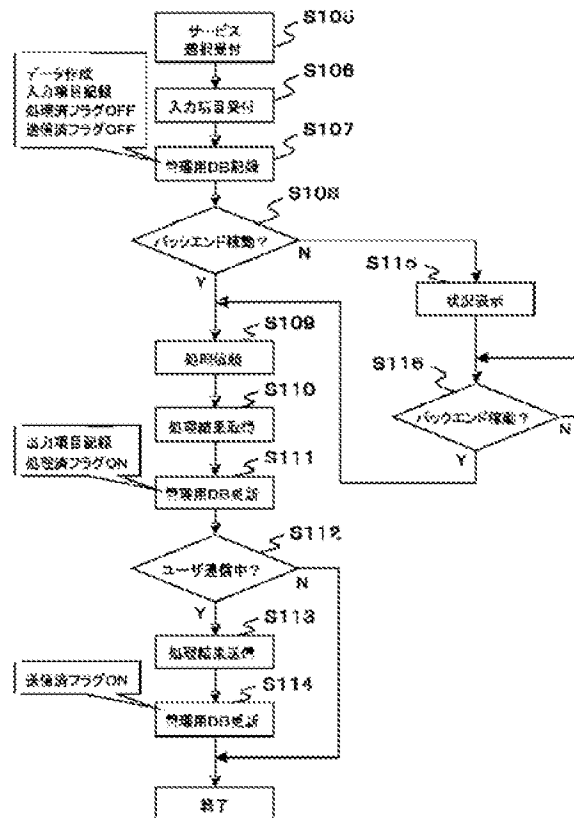 S105
サービス
選択受付
データ作成
入力項目記録
処理済フラグOFF
送信済フラグOFF
S106
入力項目受付
S107
管理用DB記録
S108
バックエンド稼動?
N
Y
S115
状況表示
S109
処理依頼
S116
バックエンド稼動?
N
Y
S110
処理結果取得
出力項目記録
処理済フラグON
S111
管理用DB更新
S112
ユーザ通信中?
N
Y
S113
処理結果送信
送信済フラグON
S114
管理用DB更新
終了